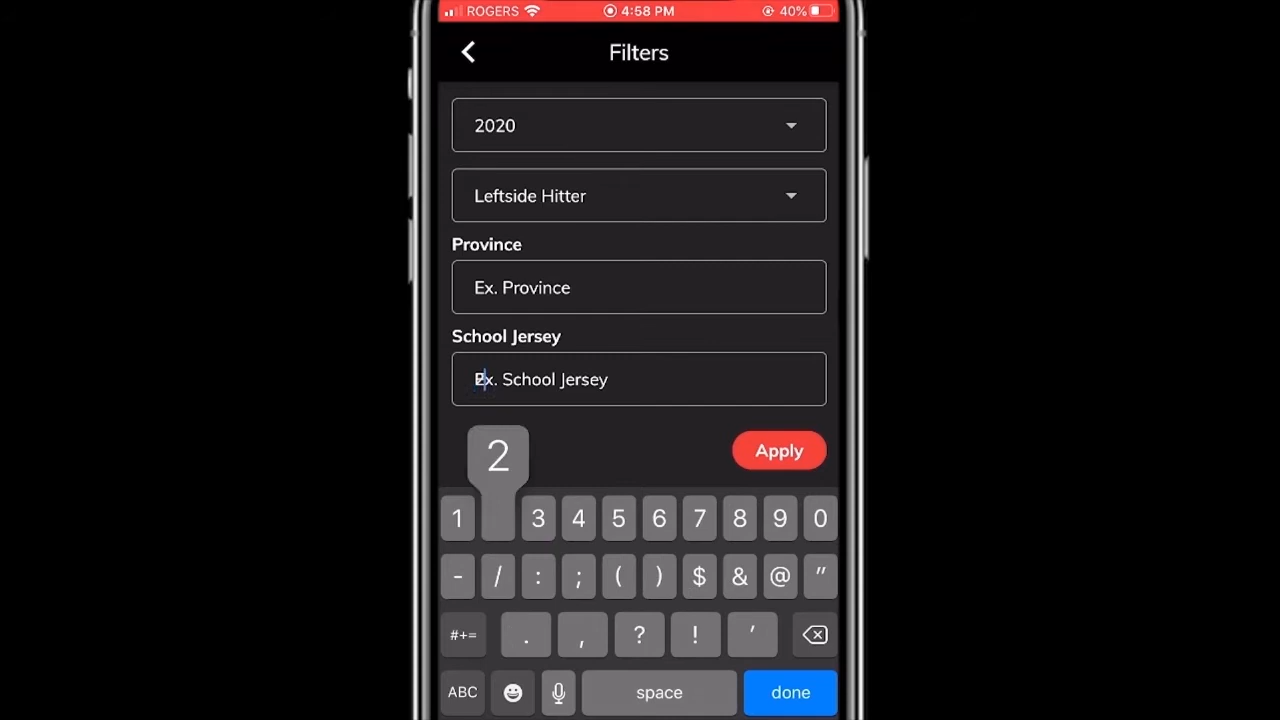 ROGERS 4:58 PM 40%
Filters
2020
Leftside Hitter
Province
Ex. Province
School Jersey
Ex. School Jersey
2
Apply
1 3 4 5 6 7 8 9 0
- / : ; ( ) $ & @ "
#+= . , ? ! '
ABC space done